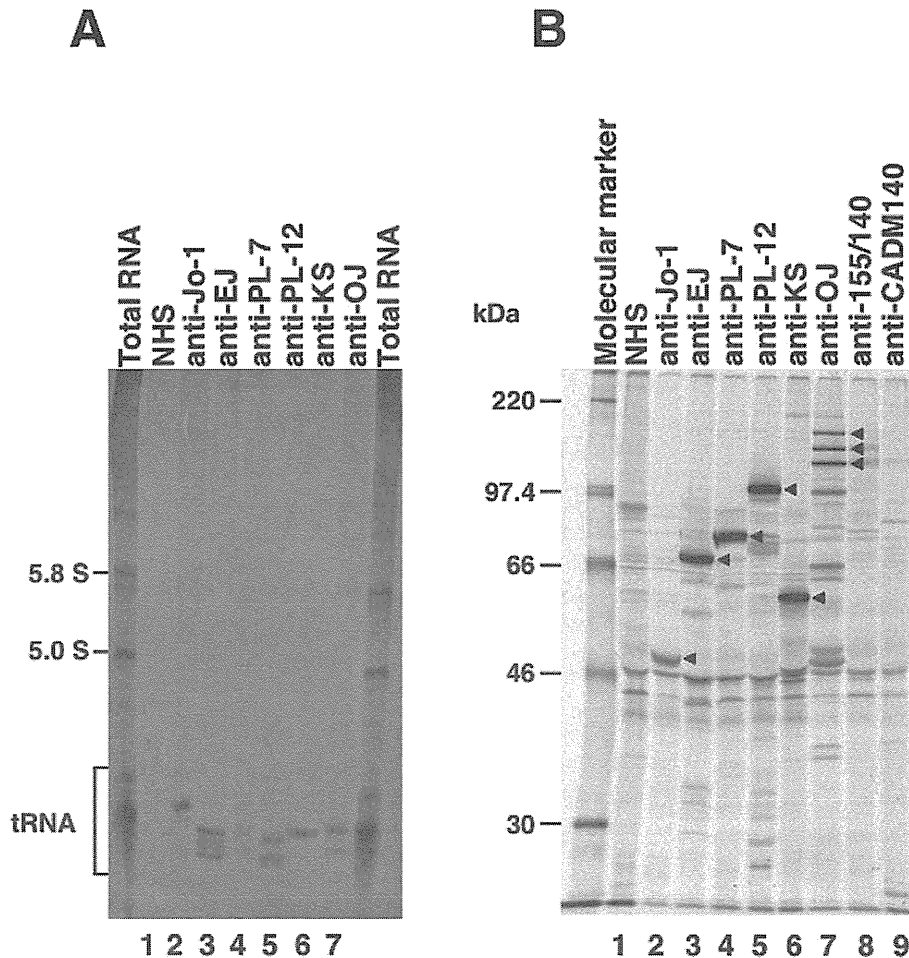 A
Total RNA
NHS
anti-Jo-1
anti-EJ
anti-PL-7
anti-PL-12
anti-KS
anti-OJ
Total RNA
5.8 S
5.0 S
tRNA
1 2 3 4 5 6 7
B
kDa
Molecular marker
NHS
anti-Jo-1
anti-EJ
anti-PL-7
anti-PL-12
anti-KS
anti-OJ
anti-155/140
anti-CADM140
220
97.4
66
46
30
1 2 3 4 5 6 7 8 9